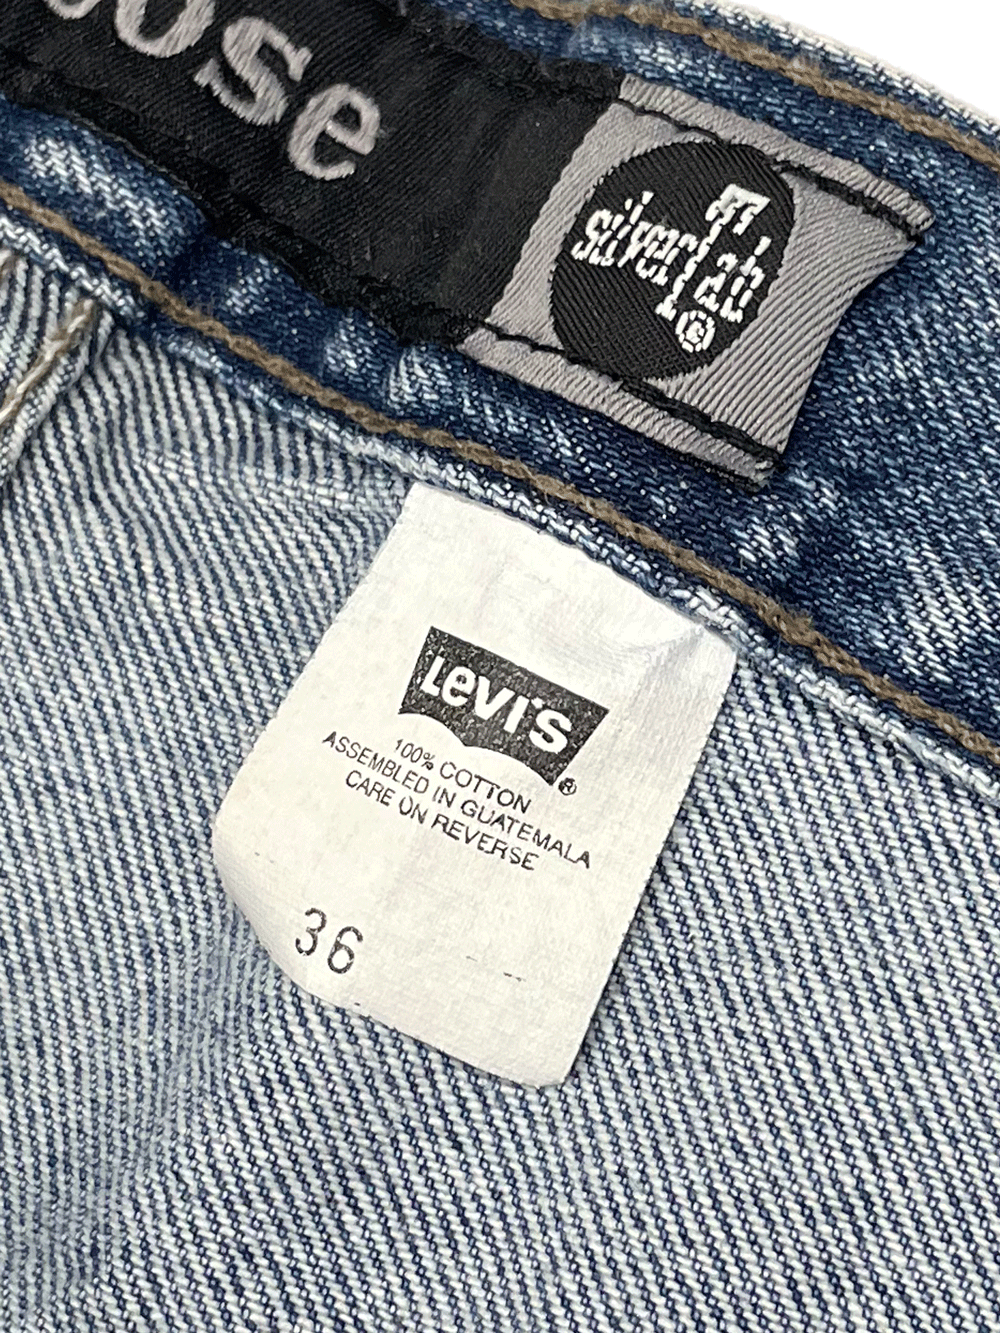 oose
silverTab®
Levi's®
100% COTTON
ASSEMBLED IN GUATEMALA
CARE ON REVERSE
36